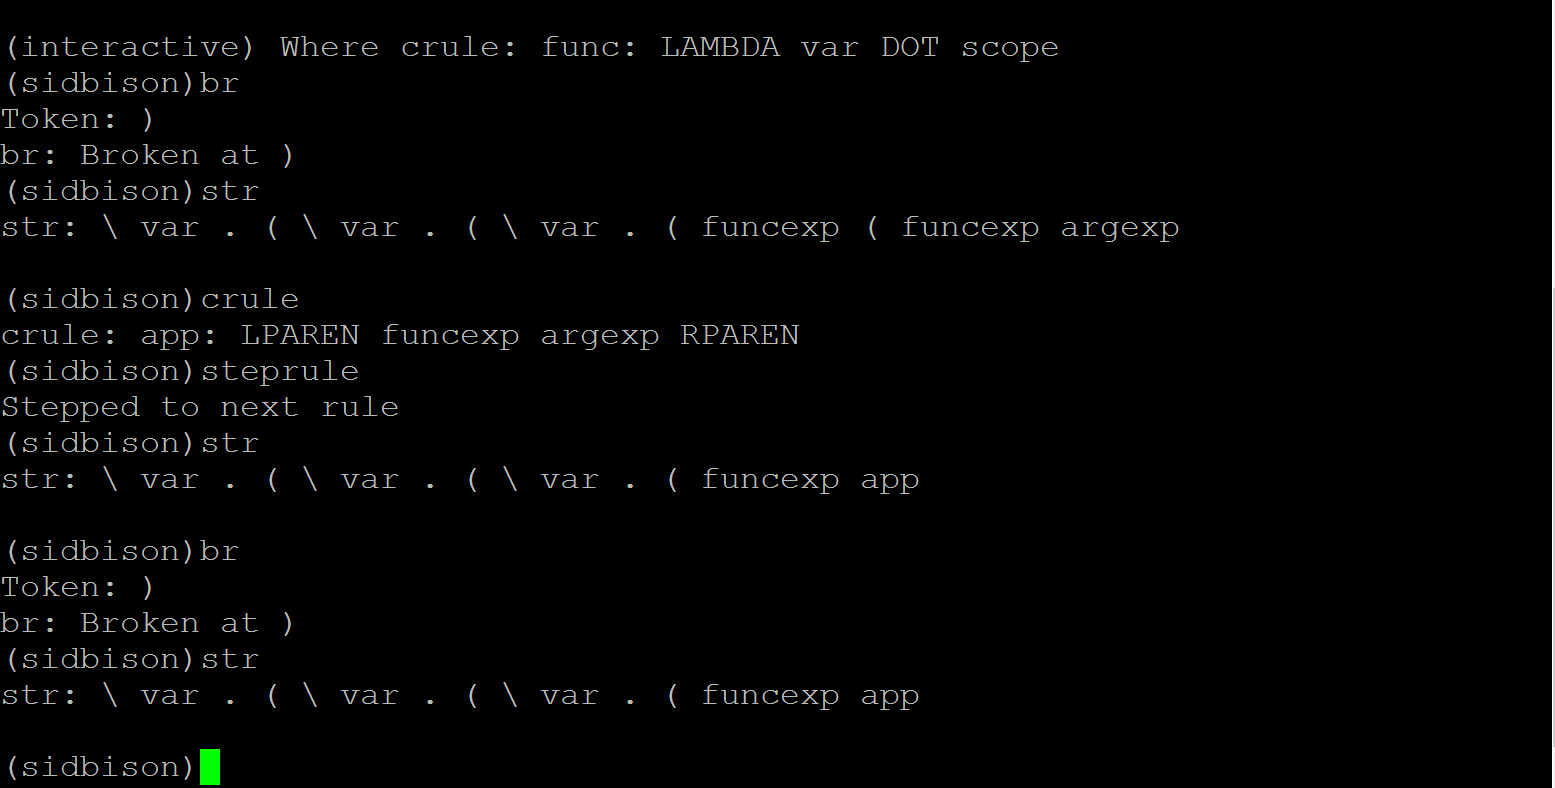 (interactive) Where crule: func: LAMBDA var DOT scope
(sidbison)br
Token: )
br: Broken at )
(sidbison)str
str: \ var . ( \ var . ( \ var . ( funcexp ( funcexp argexp
(sidbison)crule
crule: app: LPAREN funcexp argexp RPAREN
(sidbison)steprule
Stepped to next rule
(sidbison)str
str: \ var . ( \ var . ( \ var . ( funcexp app
(sidbison)br
Token: )
br: Broken at )
(sidbison)str
str: \ var . ( \ var . ( \ var . ( funcexp app
(sidbison)